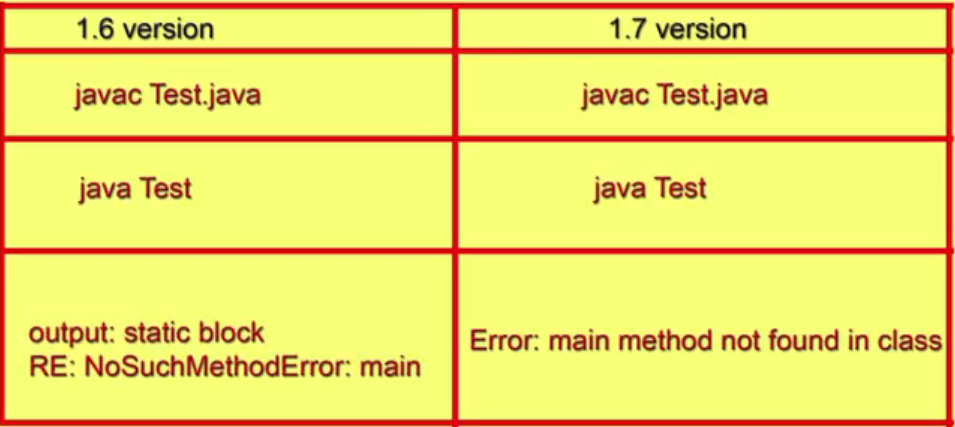 1.6 version
1.7 version
javac Test.java
javac Test.java
java Test
java Test
output: static block
RE: NoSuchMethodError: main
Error: main method not found in class